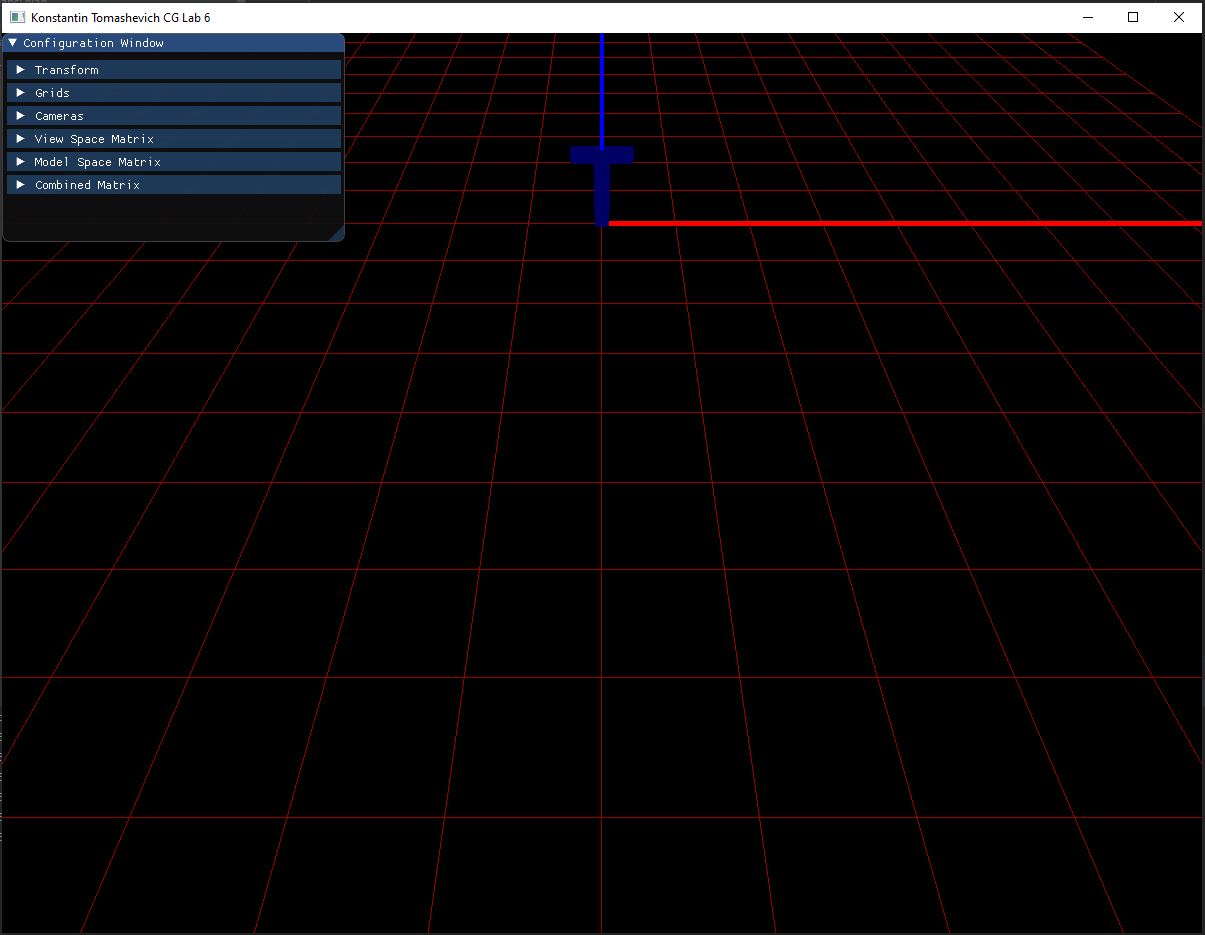 Konstantin Tomashevich CG Lab 6
Configuration Window
Transform
Grids
Cameras
View Space Matrix
Model Space Matrix
Combined Matrix
T